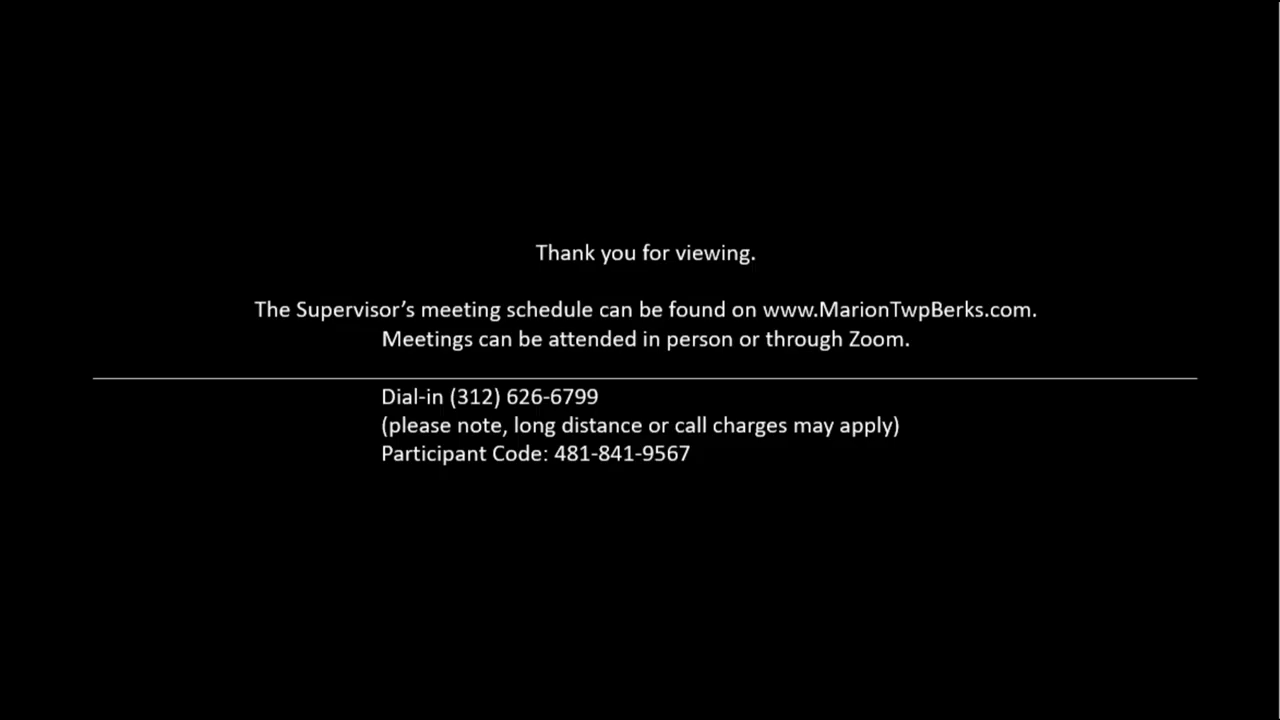 Thank you for viewing.
The Supervisor’s meeting schedule can be found on www.MarionTwpBerks.com.
Meetings can be attended in person or through Zoom.
Dial-in (312) 626-6799
(please note, long distance or call charges may apply)
Participant Code: 481-841-9567